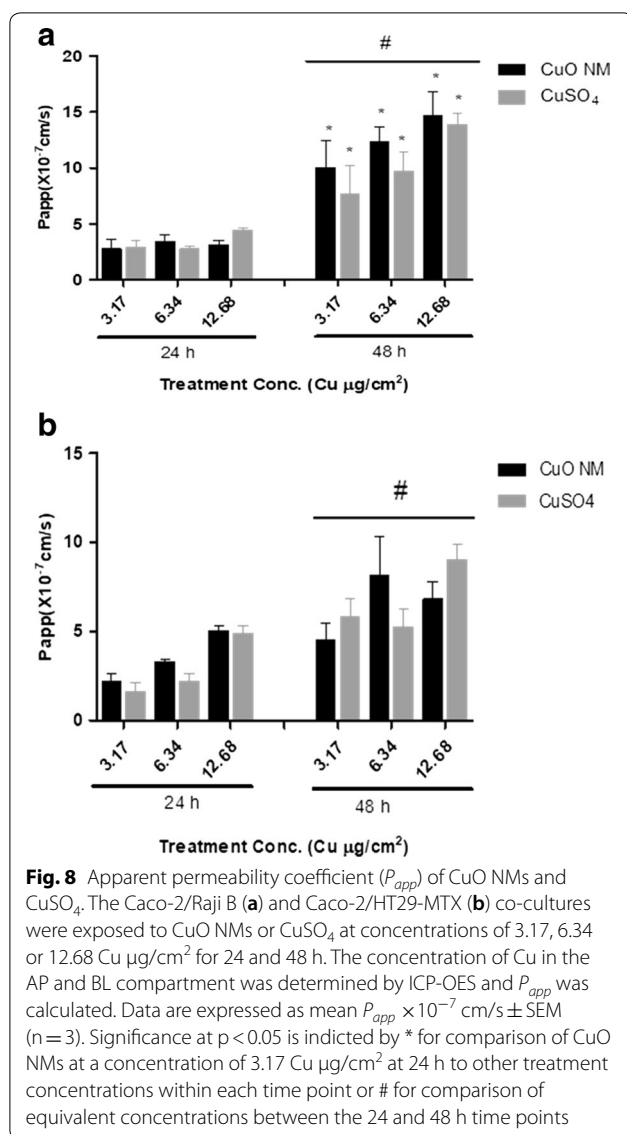 a
#
20
15
10
5
0
Papp(X10⁻⁷cm/s)
CuO NM
CuSO₄
* * * * * *
3.17 6.34 12.68 3.17 6.34 12.68
24 h 48 h
Treatment Conc. (Cu µg/cm²)
b
#
15
10
5
0
Papp(X10⁻⁷cm/s)
CuO NM
CuSO4
3.17 6.34 12.68 3.17 6.34 12.68
24 h 48 h
Treatment Conc. (Cu µg/cm²)
Fig. 8 Apparent permeability coefficient (Papp) of CuO NMs and
CuSO₄. The Caco-2/Raji B (a) and Caco-2/HT29-MTX (b) co-cultures
were exposed to CuO NMs or CuSO₄ at concentrations of 3.17, 6.34
or 12.68 Cu µg/cm² for 24 and 48 h. The concentration of Cu in the
AP and BL compartment was determined by ICP-OES and Papp was
calculated. Data are expressed as mean Papp × 10⁻⁷ cm/s ± SEM
(n = 3). Significance at p < 0.05 is indicted by * for comparison of CuO
NMs at a concentration of 3.17 Cu µg/cm² at 24 h to other treatment
concentrations within each time point or # for comparison of
equivalent concentrations between the 24 and 48 h time points